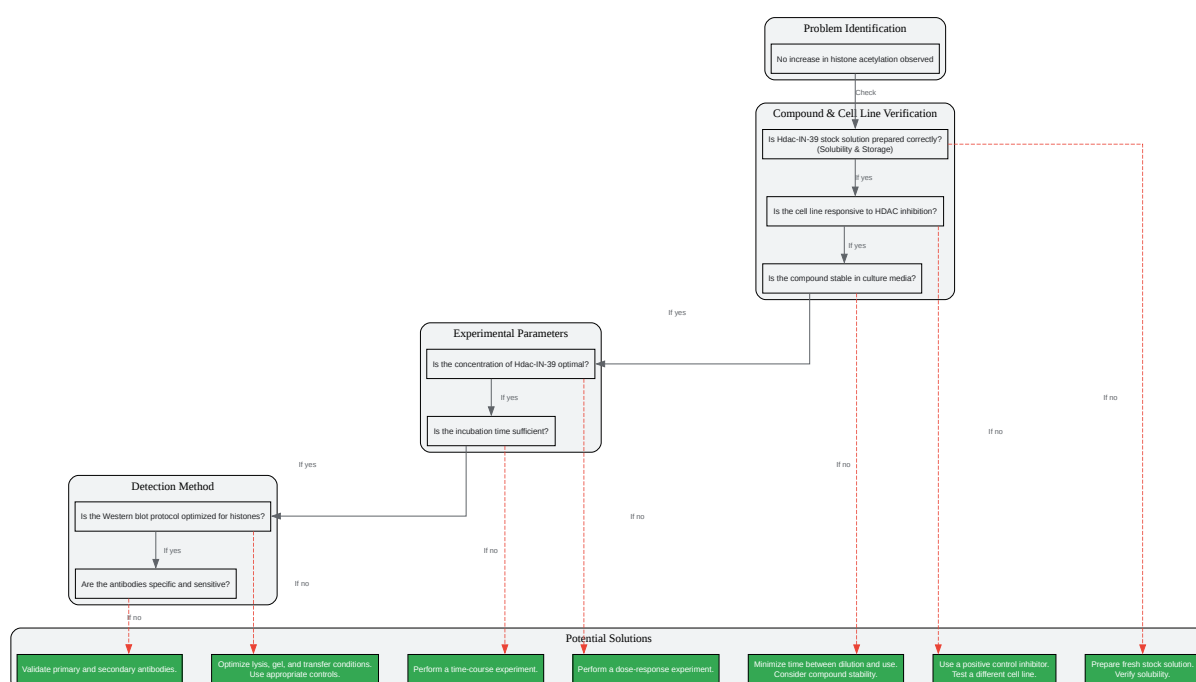 Problem Identification
No increase in histone acetylation observed
Check
Compound & Cell Line Verification
Is Hdac-IN-39 stock solution prepared correctly?
(Solubility & Storage)
If yes
Is the cell line responsive to HDAC inhibition?
If yes
Is the compound stable in culture media?
If yes
Experimental Parameters
Is the concentration of Hdac-IN-39 optimal?
If yes
If no
Is the incubation time sufficient?
If no
If yes
If no
Detection Method
Is the Western blot protocol optimized for histones?
If no
If yes
If no
Are the antibodies specific and sensitive?
If no
If no
Potential Solutions
Validate primary and secondary antibodies.
Optimize lysis, gel, and transfer conditions.
Use appropriate controls.
Perform a time-course experiment.
Perform a dose-response experiment.
Minimize time between dilution and use.
Consider compound stability.
Use a positive control inhibitor.
Test a different cell line.
Prepare fresh stock solution.
Verify solubility.